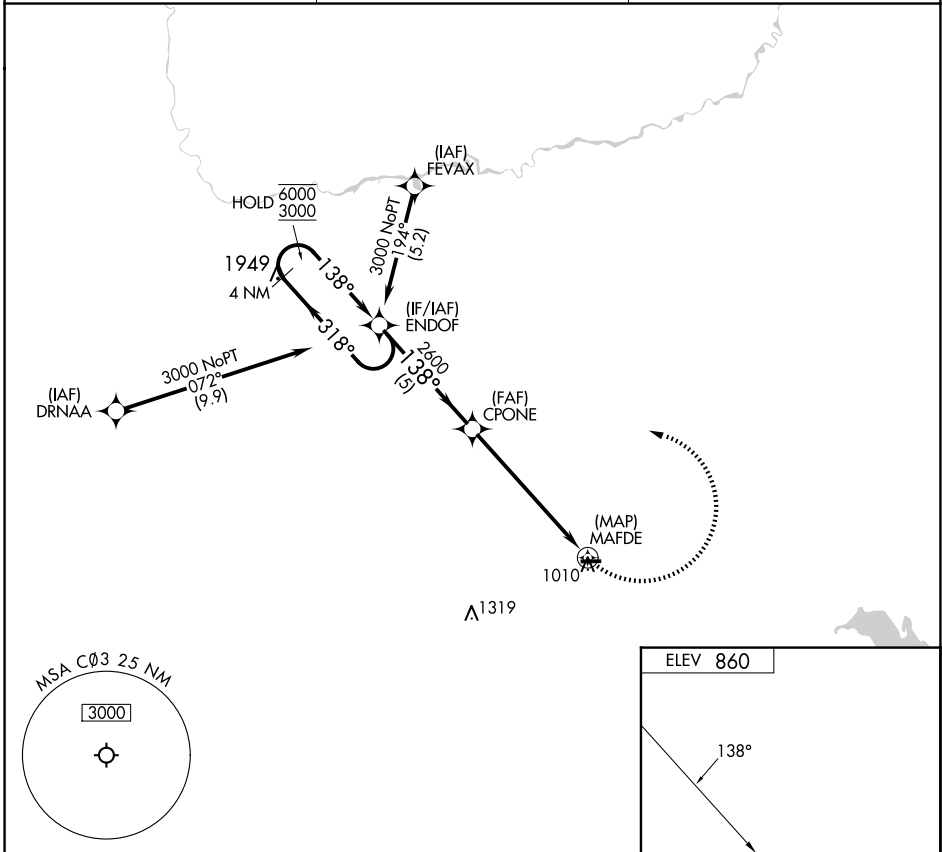 (IAF)
FEVAX
HOLD 6000
3000
3000 NoPT
194°
(5.2)
1949
4 NM
138°
318°
(IF/IAF)
ENDOF
2600
138°
(5)
3000 NoPT
072°
(9.9)
(IAF)
DRNAA
(FAF)
CPONE
(MAP)
MAFDE
1010
1319
MSA CØ3 25 NM
3000
ELEV 860
138°